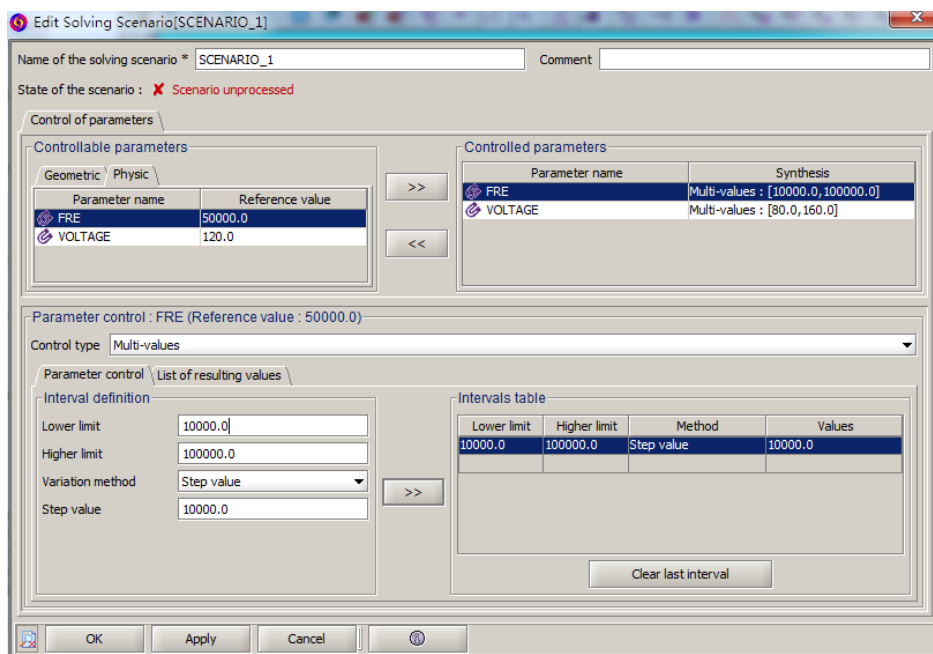 Edit Solving Scenario[SCENARIO_1]
Name of the solving scenario * SCENARIO_1 Comment
State of the scenario : ✘ Scenario unprocessed
Control of parameters
Controllable parameters
Geometric Physic
Parameter name Reference value
FRE 50000.0
VOLTAGE 120.0
>>
<<
Controlled parameters
Parameter name Synthesis
FRE Multi-values : [10000.0,100000.0]
VOLTAGE Multi-values : [80.0,160.0]
Parameter control : FRE (Reference value : 50000.0)
Control type Multi-values
Parameter control List of resulting values
Interval definition
Lower limit 10000.0
Higher limit 100000.0
Variation method Step value
Step value 10000.0
>>
Intervals table
Lower limit Higher limit Method Values
10000.0 100000.0 Step value 10000.0
Clear last interval
OK Apply Cancel